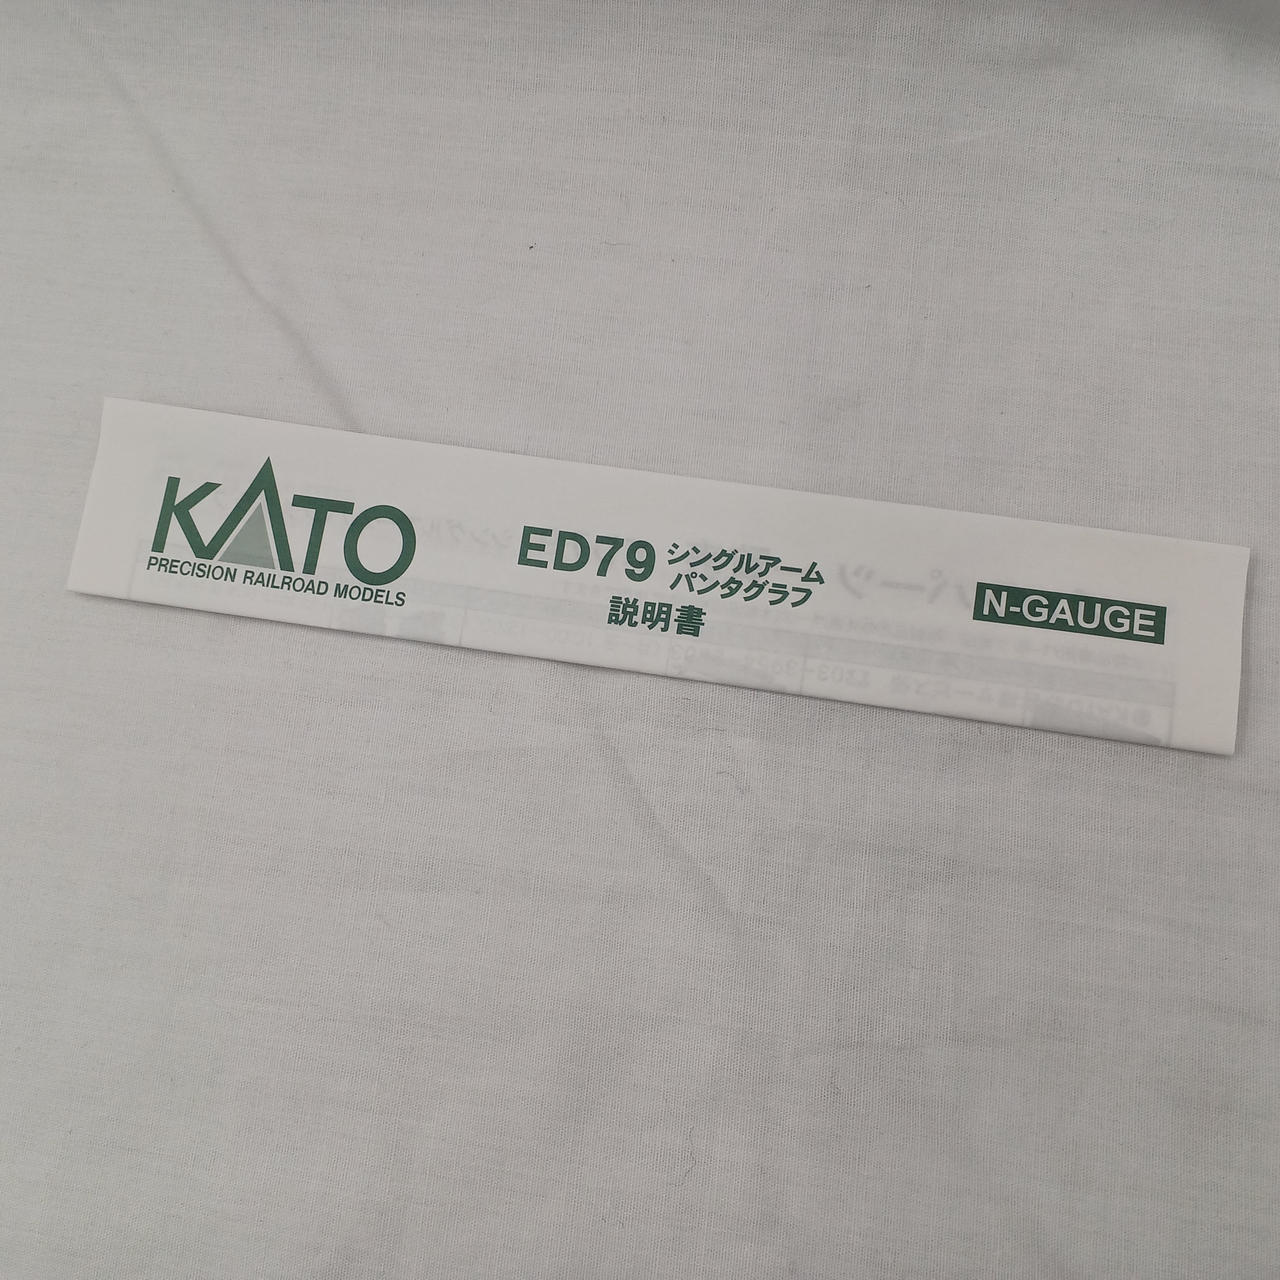 KATO
PRECISION RAILROAD MODELS
ED79 シングルアーム
パンタグラフ
説明書
N-GAUGE